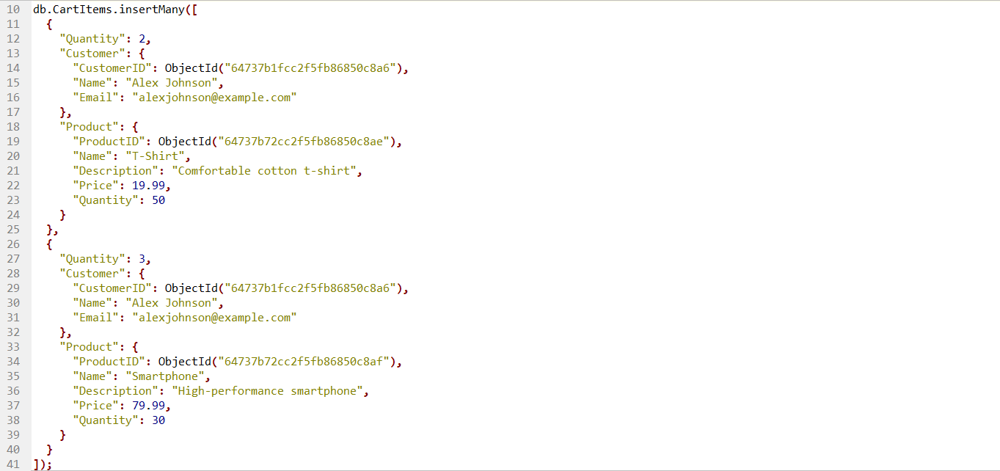 10 db.CartItems.insertMany([
11   {
12     "Quantity": 2,
13     "Customer": {
14       "CustomerID": ObjectId("64737b1fcc2f5fb86850c8a6"),
15       "Name": "Alex Johnson",
16       "Email": "alexjohnson@example.com"
17     },
18     "Product": {
19       "ProductID": ObjectId("64737b72cc2f5fb86850c8ae"),
20       "Name": "T-Shirt",
21       "Description": "Comfortable cotton t-shirt",
22       "Price": 19.99,
23       "Quantity": 50
24     }
25   },
26   {
27     "Quantity": 3,
28     "Customer": {
29       "CustomerID": ObjectId("64737b1fcc2f5fb86850c8a6"),
30       "Name": "Alex Johnson",
31       "Email": "alexjohnson@example.com"
32     },
33     "Product": {
34       "ProductID": ObjectId("64737b72cc2f5fb86850c8af"),
35       "Name": "Smartphone",
36       "Description": "High-performance smartphone",
37       "Price": 79.99,
38       "Quantity": 30
39     }
40   }
41 ]);